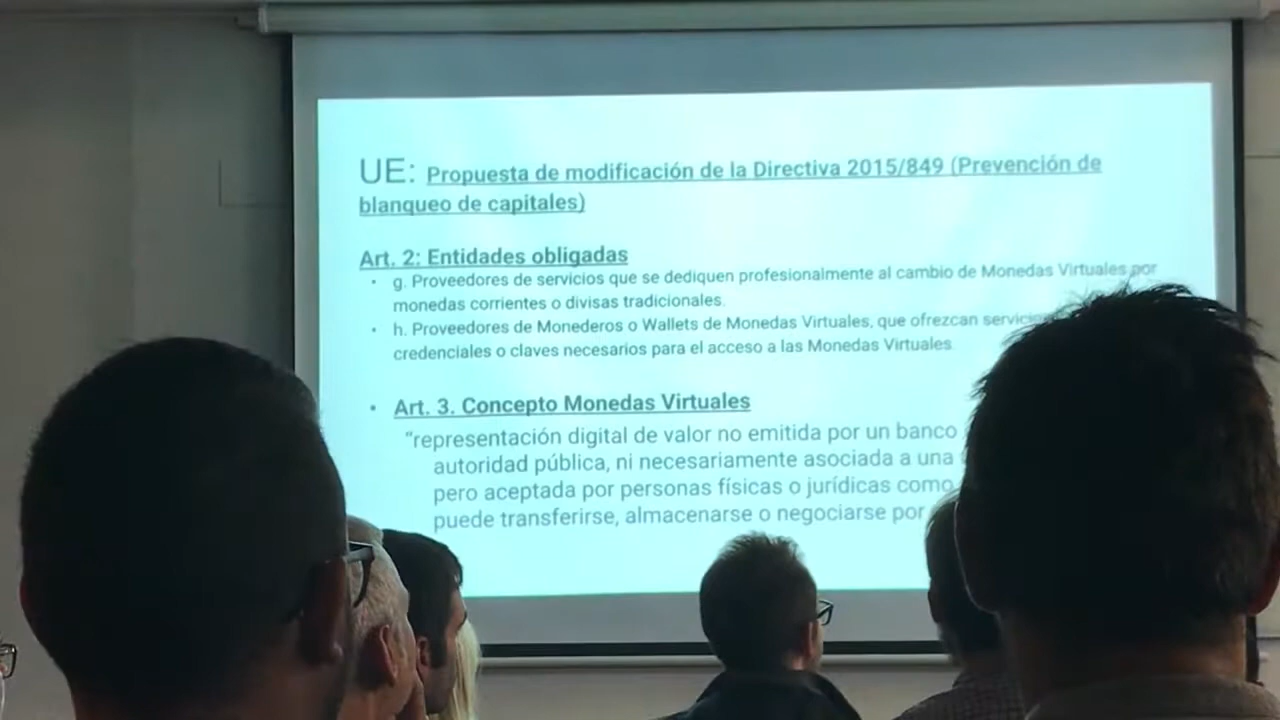 UE: Propuesta de modificación de la Directiva 2015/849 (Prevención de
blanqueo de capitales)
Art. 2: Entidades obligadas
• g. Proveedores de servicios que se dediquen profesionalmente al cambio de Monedas Virtuales por
monedas corrientes o divisas tradicionales.
• h. Proveedores de Monederos o Wallets de Monedas Virtuales, que ofrezcan
credenciales o claves necesarios para el acceso a las Monedas Virtuales
• Art. 3. Concepto Monedas Virtuales
“representación digital de valor no emitida por un banco
autoridad pública, ni necesariamente asociada a una
pero aceptada por personas físicas o jurídicas como
puede transferirse, almacenarse o negociarse por